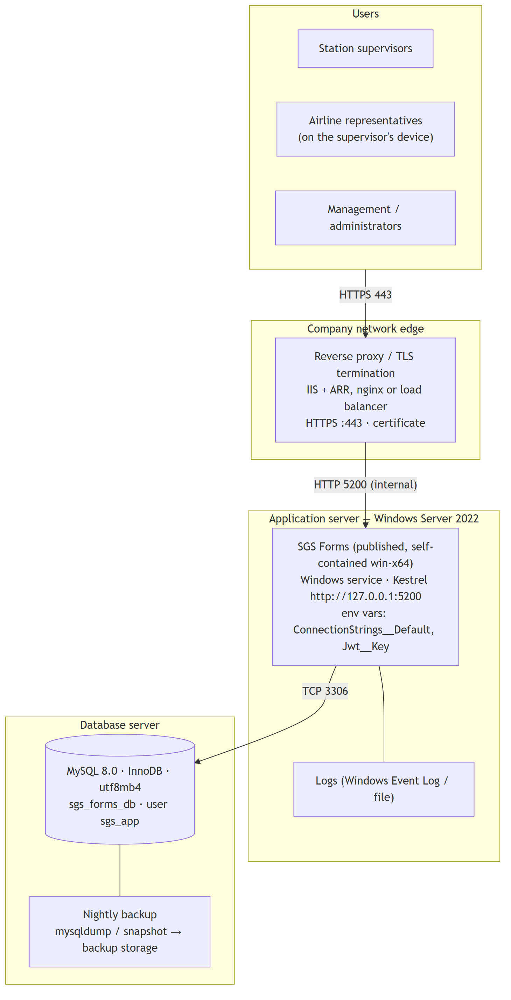 Users
Station supervisors
Airline representatives
(on the supervisor's device)
Management /
administrators
HTTPS 443
Company network edge
Reverse proxy / TLS
termination
IIS + ARR, nginx or load
balancer
HTTPS :443 · certificate
HTTP 5200 (internal)
Application server — Windows Server 2022
SGS Forms (published, self-
contained win-x64)
Windows service · Kestrel
http://127.0.0.1:5200
env vars:
ConnectionStrings__Default,
Jwt__Key
TCP 3306
Database server
MySQL 8.0 · InnoDB ·
utf8mb4
sgs_forms_db · user
sgs_app
Logs (Windows Event Log /
file)
Nightly backup
mysqldump / snapshot →
backup storage